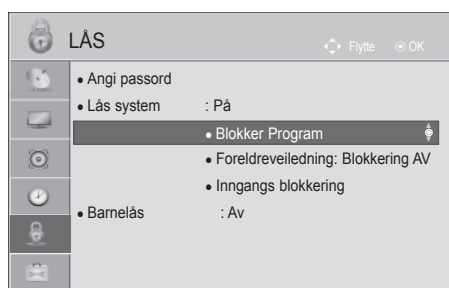 LÅS
Flytte OK
• Angi passord
• Lås system : På
• Blokker Program
• Foreldreveiledning: Blokkering AV
• Inngangs blokkering
• Barnelås : Av